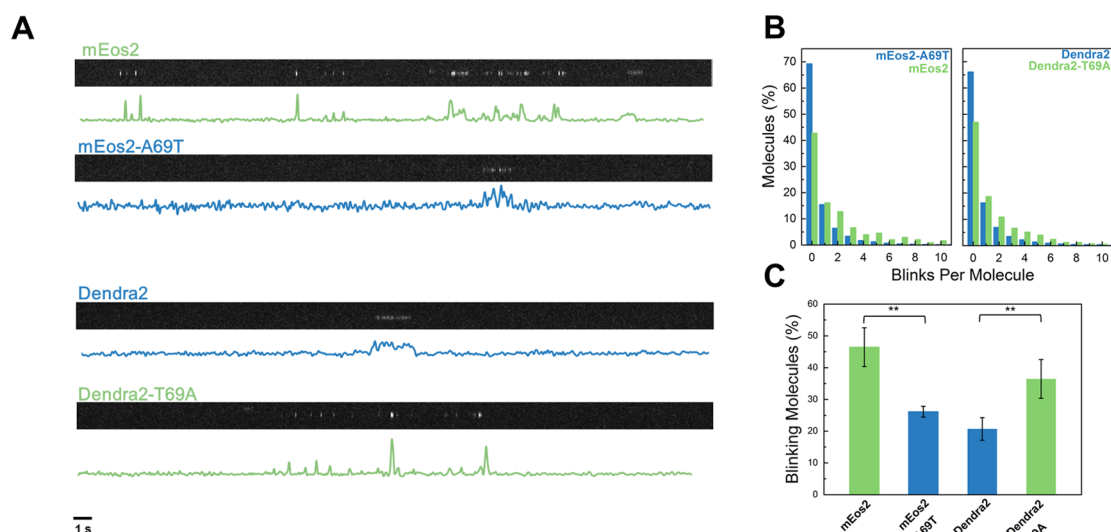 A
mEos2
mEos2-A69T
Dendra2
Dendra2-T69A
1 s
B
mEos2-A69T
mEos2
Dendra2
Dendra2-T69A
Molecules (%)
70
60
50
40
30
20
10
0
0 2 4 6 8 10
0 2 4 6 8 10
Blinks Per Molecule
C
**
**
Blinking Molecules (%)
60
50
40
30
20
10
0
mEos2
mEos2
Dendra2
Dendra2